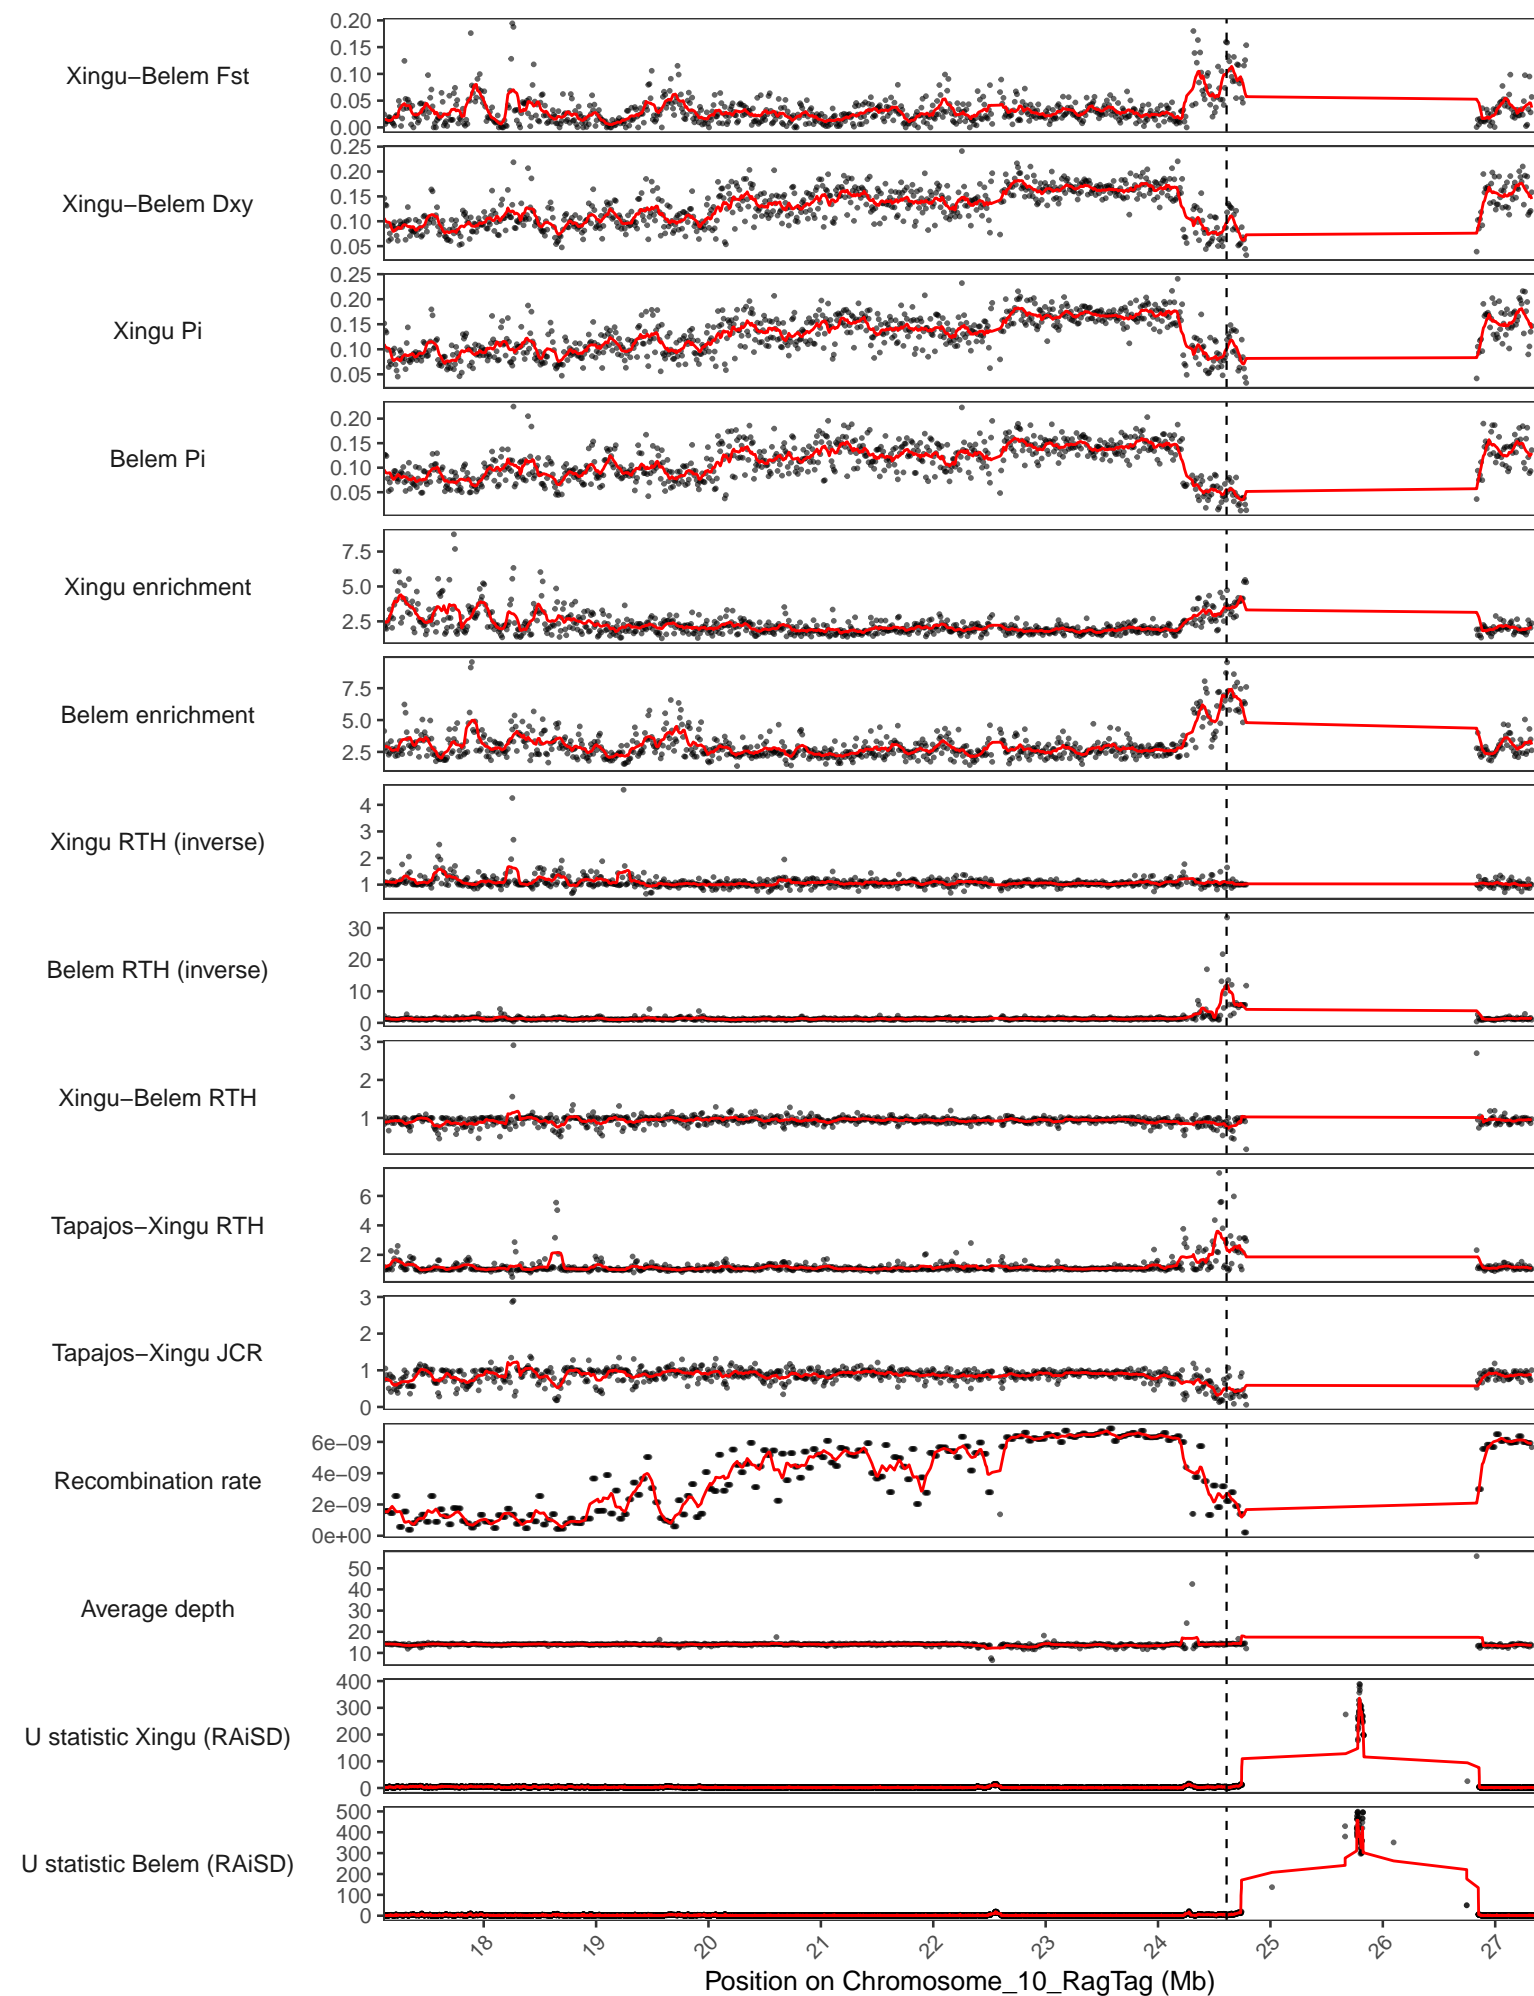 Xingu−Belem Fst
0.20
0.15
0.10
0.05
0.00
Xingu−Belem Dxy
0.25
0.20
0.15
0.10
0.05
Xingu Pi
0.25
0.20
0.15
0.10
0.05
Belem Pi
0.20
0.15
0.10
0.05
Xingu enrichment
7.5
5.0
2.5
Belem enrichment
7.5
5.0
2.5
Xingu RTH (inverse)
4
3
2
1
Belem RTH (inverse)
30
20
10
0
Xingu−Belem RTH
3
2
1
Tapajos−Xingu RTH
6
4
2
Tapajos−Xingu JCR
3
2
1
0
Recombination rate
6e−09
4e−09
2e−09
0e+00
Average depth
50
40
30
20
10
U statistic Xingu (RAiSD)
400
300
200
100
0
U statistic Belem (RAiSD)
500
400
300
200
100
0
18 19 20 21 22 23 24 25 26 27
Position on Chromosome_10_RagTag (Mb)